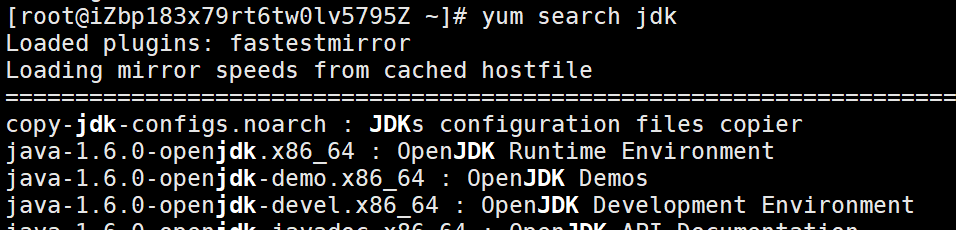 [root@iZbp183x79rt6tw0lv5795Z ~]# yum search jdk
Loaded plugins: fastestmirror
Loading mirror speeds from cached hostfile
====================================================================
copy-jdk-configs.noarch : JDKs configuration files copier
java-1.6.0-openjdk.x86_64 : OpenJDK Runtime Environment
java-1.6.0-openjdk-demo.x86_64 : OpenJDK Demos
java-1.6.0-openjdk-devel.x86_64 : OpenJDK Development Environment
java-1.6.0-openjdk-javadoc.x86_64 : OpenJDK API Documentation